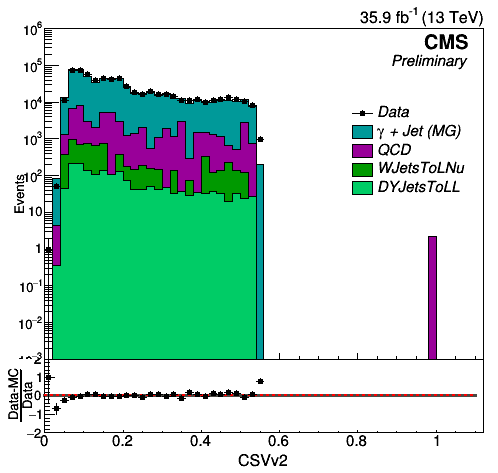 35.9 fb⁻¹ (13 TeV)
CMS
Preliminary
Events
10⁶
10⁵
10⁴
10³
10²
10
1
10⁻¹
10⁻²
Data
γ + Jet (MG)
QCD
WJetsToLNu
DYJetsToLL
Data-MC
Data
2
1
0
−1
−2
0 0.2 0.4 0.6 0.8 1
CSVv2